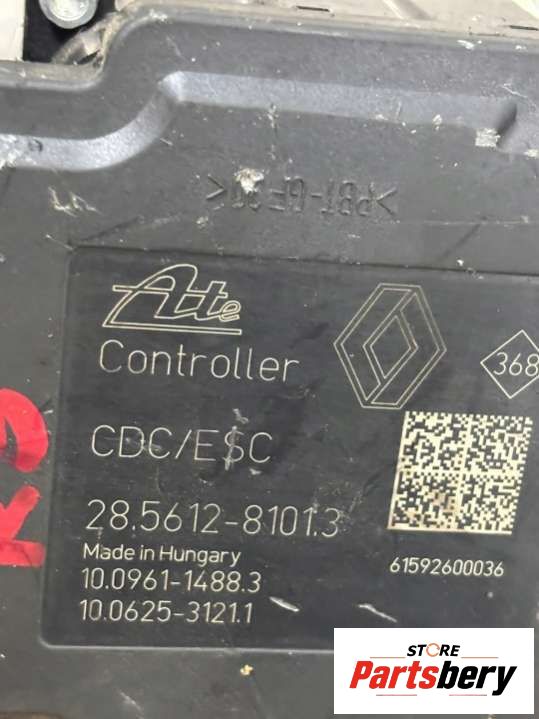 >PBT-GF30<
Ate
Controller
368
CDC/ESC
28.5612-8101.3
Made in Hungary
61592600036
10.0961-1488.3
10.0625-3121.1
STORE
Partsbery